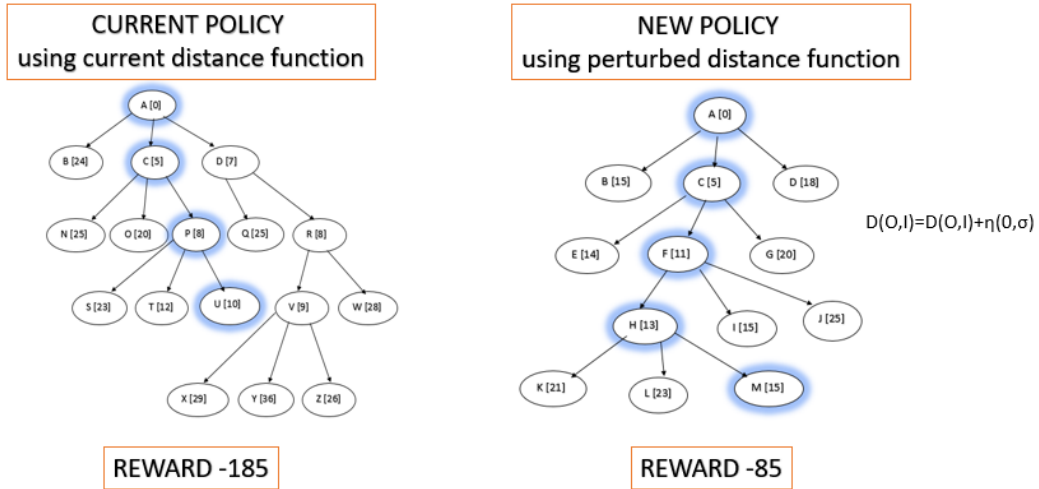 CURRENT POLICY
using current distance function
A [0]
B [24]
C [5]
D [7]
N [25]
O [20]
P [8]
Q [25]
R [8]
S [23]
T [12]
U [10]
V [9]
W [28]
X [29]
Y [36]
Z [26]
REWARD -185
NEW POLICY
using perturbed distance function
A [0]
B [15]
C [5]
D [18]
E [14]
F [11]
G [20]
H [13]
I [15]
J [25]
K [21]
L [23]
M [15]
REWARD -85
D(O,I)=D(O,I)+η(0,σ)